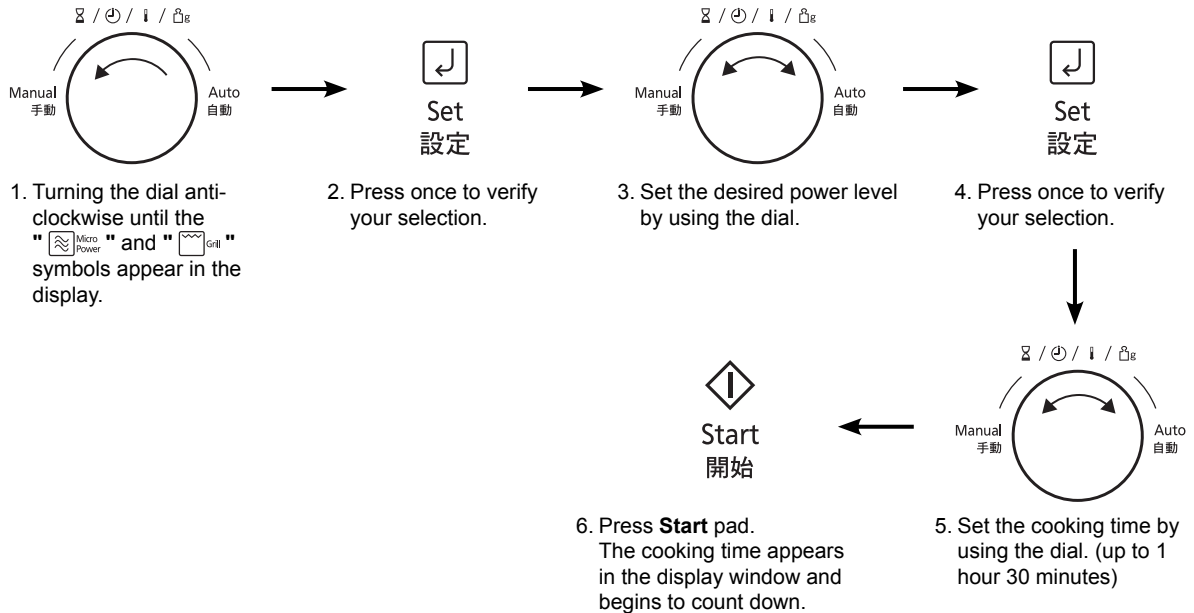 / / / g
Manual
手動
Auto
自動
1. Turning the dial anti-
clockwise until the
" Micro Power " and " Grill "
symbols appear in the
display.
Set
設定
2. Press once to verify
your selection.
/ / / g
Manual
手動
Auto
自動
3. Set the desired power level
by using the dial.
Set
設定
4. Press once to verify
your selection.
/ / / g
Manual
手動
Auto
自動
5. Set the cooking time by
using the dial. (up to 1
hour 30 minutes)
Start
開始
6. Press Start pad.
The cooking time appears
in the display window and
begins to count down.